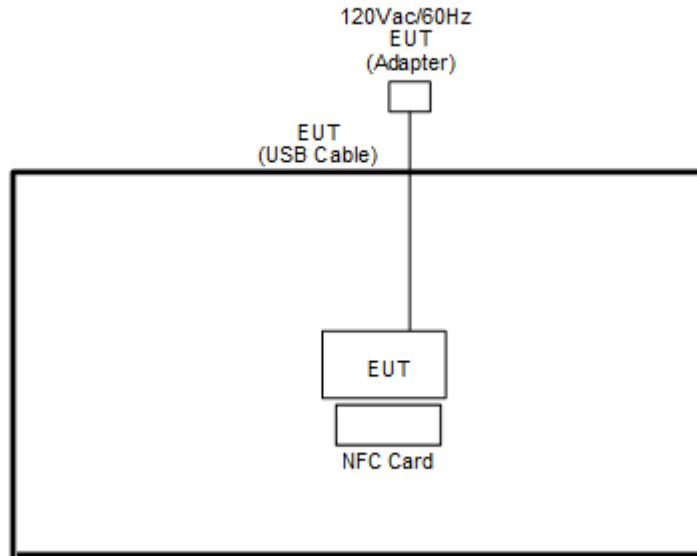 120Vac/60Hz
EUT
(Adapter)
EUT
(USB Cable)
EUT
NFC Card